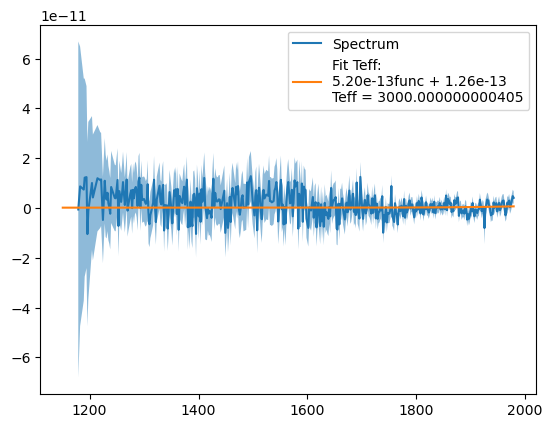 1e−11
6
4
2
0
−2
−4
−6
1200
1400
1600
1800
2000
Spectrum
Fit Teff:
5.20e-13func + 1.26e-13
Teff = 3000.000000000405